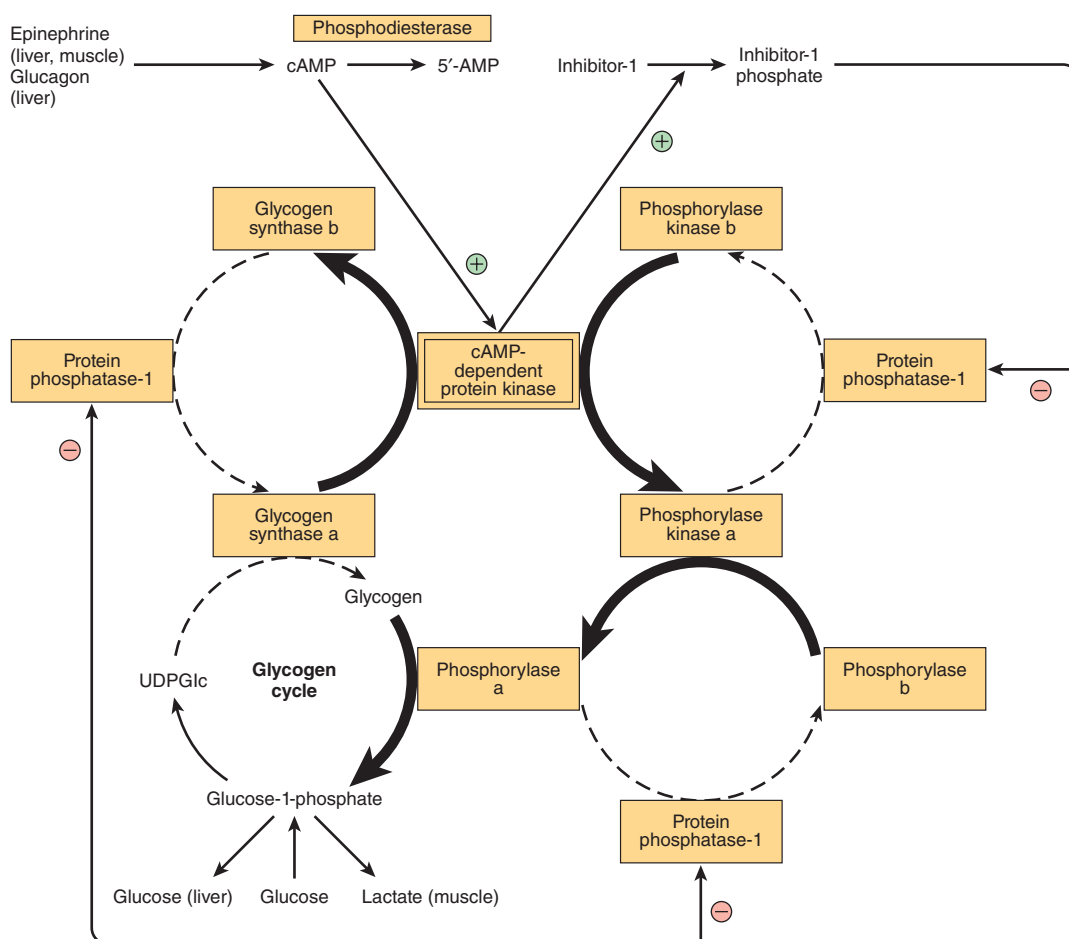 Epinephrine
(liver, muscle)
Glucagon
(liver)
Phosphodiesterase
cAMP
5′-AMP
Inhibitor-1
Inhibitor-1
phosphate
+
+
Glycogen
synthase b
Phosphorylase
kinase b
Protein
phosphatase-1
cAMP-
dependent
protein kinase
Protein
phosphatase-1
−
−
Glycogen
synthase a
Phosphorylase
kinase a
Glycogen
UDPGlc
Glycogen
cycle
Phosphorylase
a
Phosphorylase
b
Glucose-1-phosphate
Protein
phosphatase-1
Glucose (liver)
Glucose
Lactate (muscle)
−